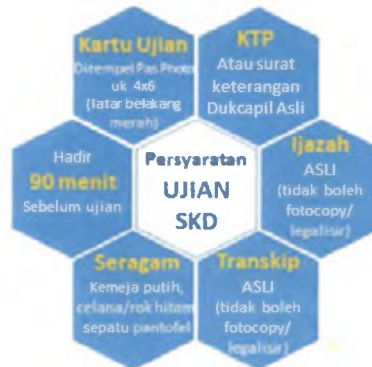 Kartu Ujian
Ditempel Pas Photo
uk 4x6
(latar belakang
merah)
KTP
Atau surat
keterangan
Dukcapil Asli
Hadir
90 menit
Sebelum ujian
Persyaratan
UJIAN
SKD
Ijazah
ASLI
(tidak boleh
fotocopy/
legalisir)
Seragam
Kemeja putih,
celana/rok hitam
sepatu pantofel
Transkip
ASLI
(tidak boleh
fotocopy/
legalisir)